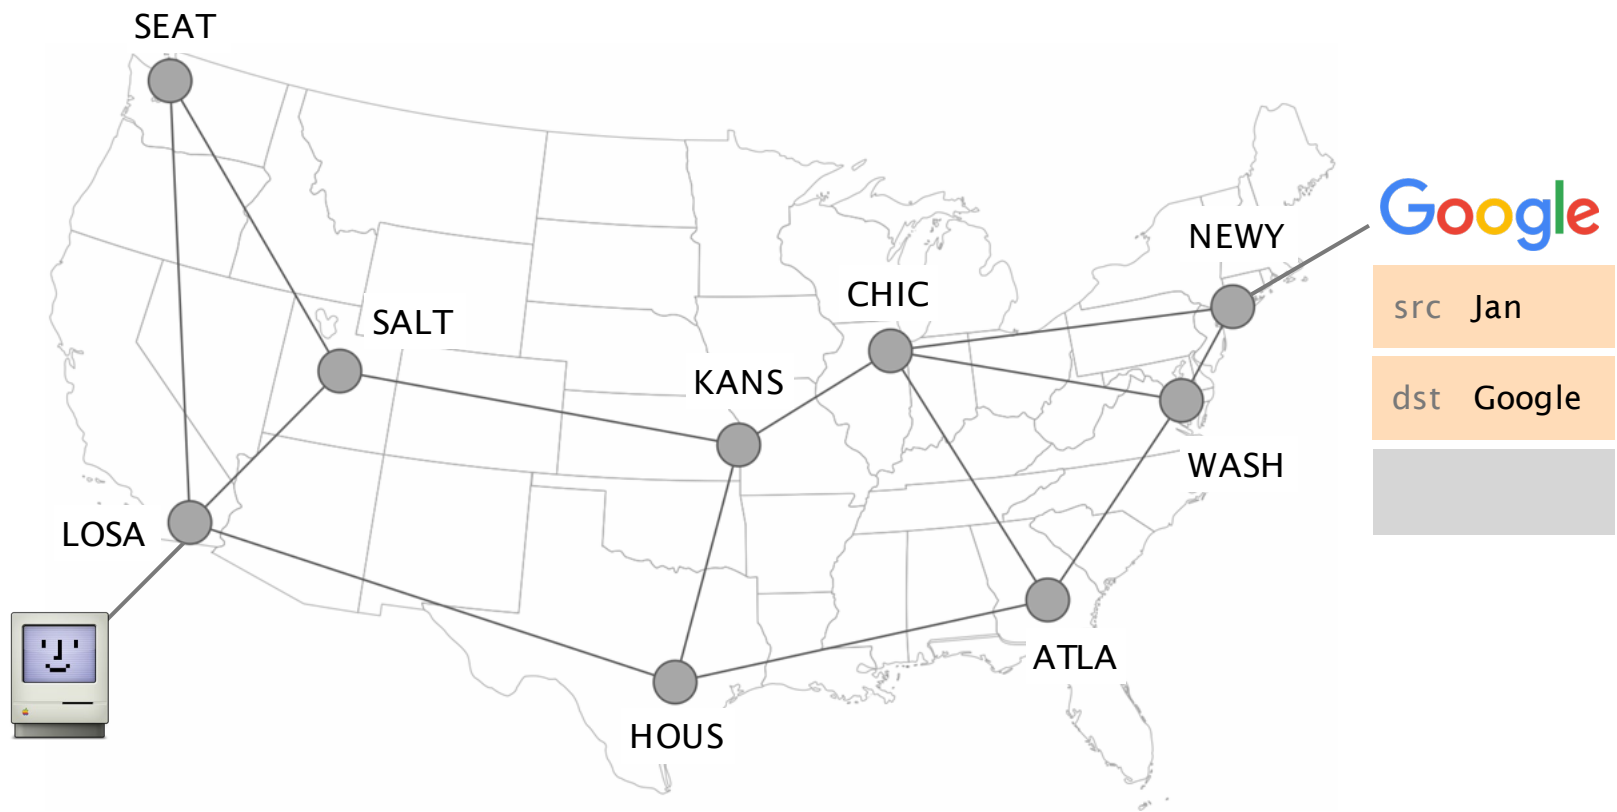 SEAT
Google
NEWY
CHIC
src Jan
SALT
KANS
dst Google
WASH
LOSA
ATLA
HOUS